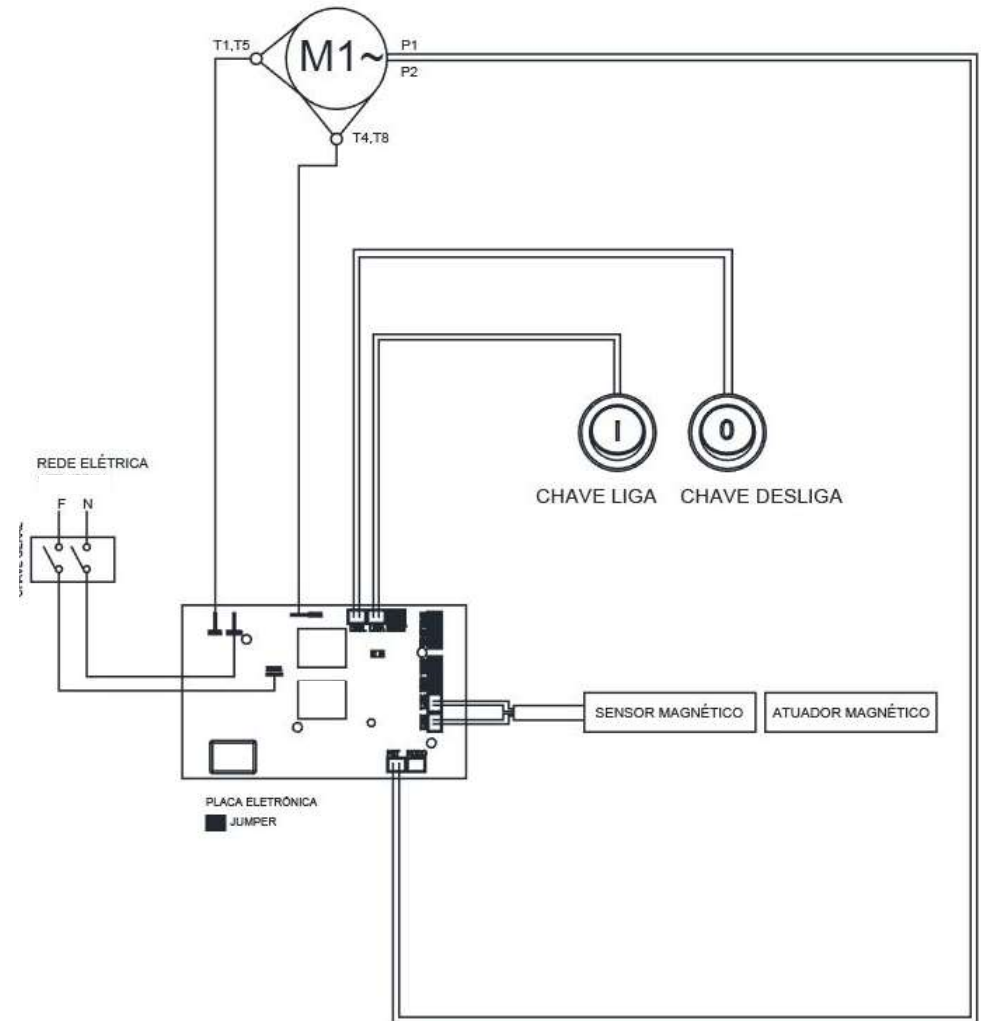 T1,T5
M1~
P1
P2
T4,T8
I
0
CHAVE LIGA
CHAVE DESLIGA
REDE ELÉTRICA
F
N
SENSOR MAGNÉTICO
ATUADOR MAGNÉTICO
PLACA ELETRÔNICA
JUMPER